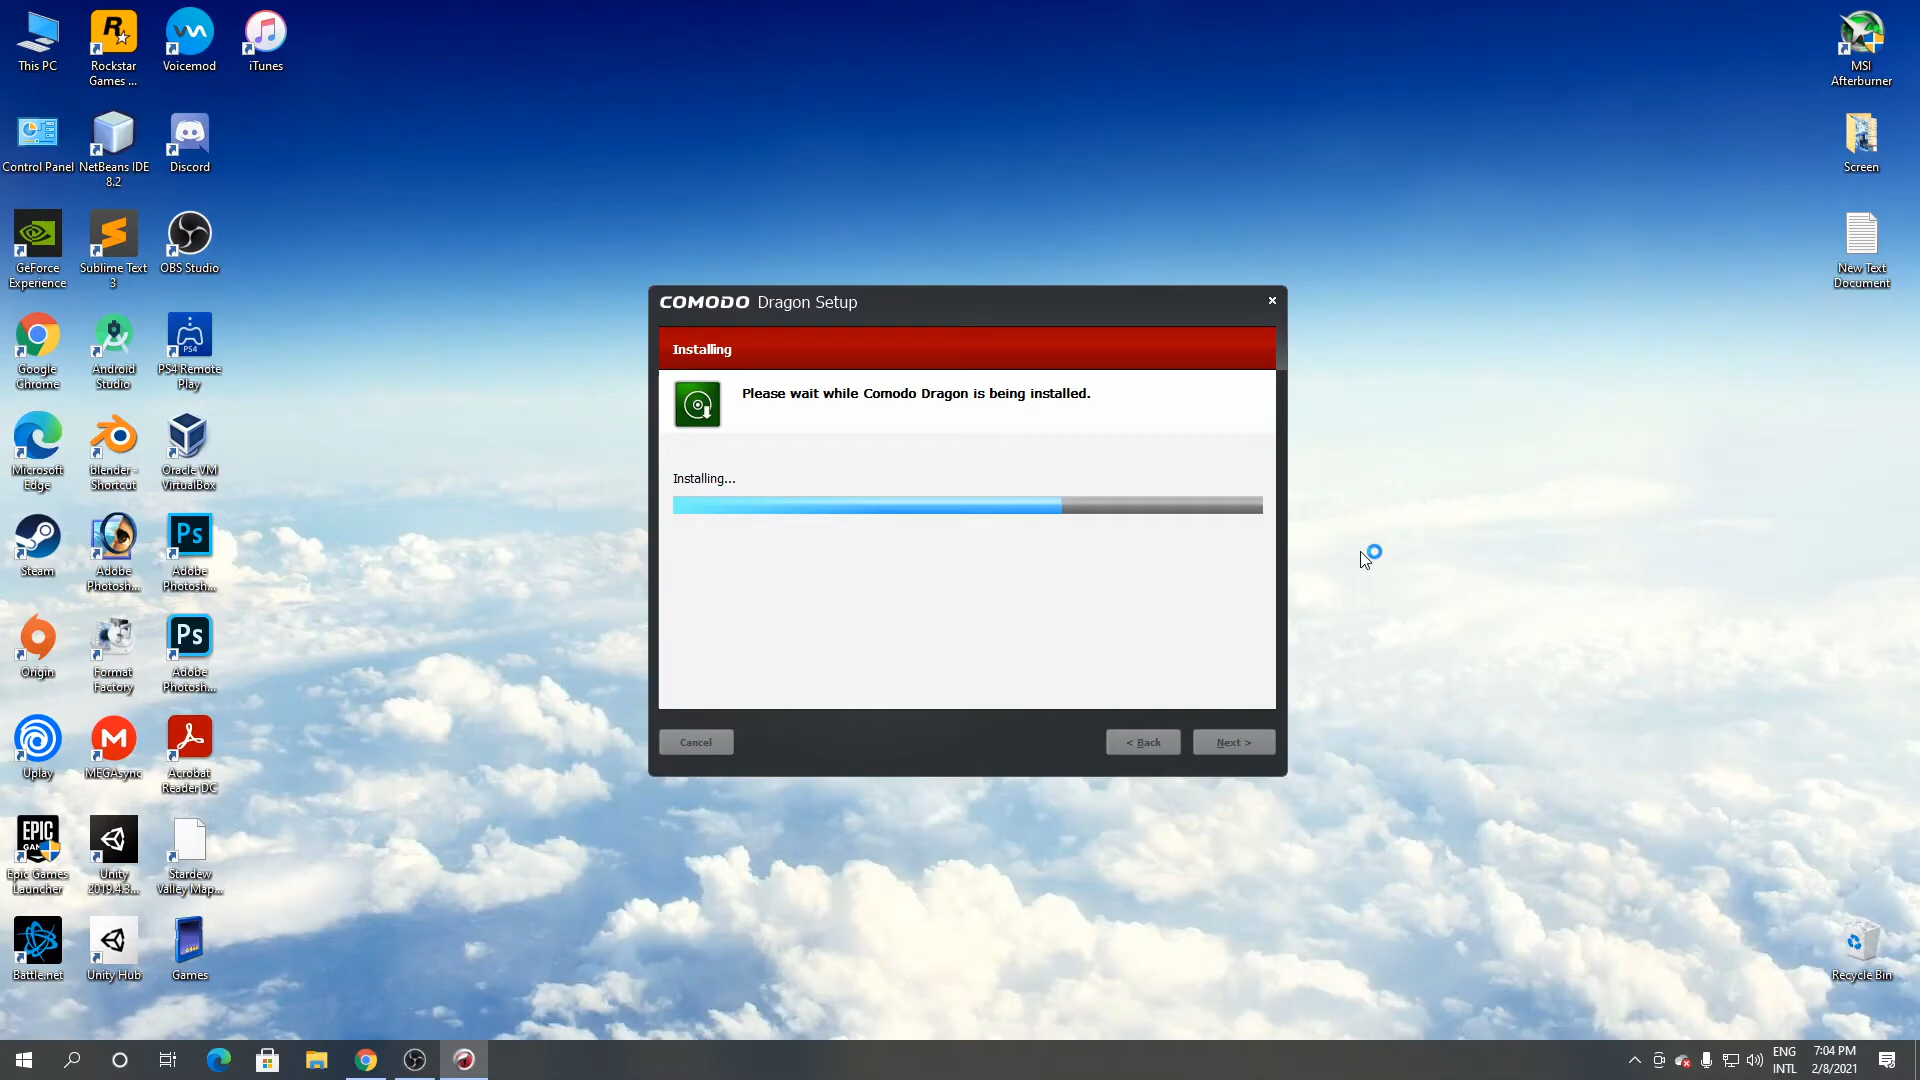 This PC
Rockstar
Games ...
Voicemod
iTunes
Control Panel
NetBeans IDE
8.2
Discord
GeForce
Experience
Sublime Text
3
OBS Studio
Google
Chrome
Android
Studio
PS4
PS4 Remote
Play
Microsoft
Edge
blender -
Shortcut
Oracle VM
VirtualBox
Steam
Adobe
Photosh...
Ps
Adobe
Photosh...
Origin
Format
Factory
Ps
Adobe
Photosh...
Uplay
MEGAsync
Acrobat
Reader DC
EPIC
Epic Games
Launcher
Unity
2019.4.3...
Stardew
Valley Map...
Battle.net
Unity Hub
Games
MSI
Afterburner
Screen
New Text
Document
Recycle Bin
COMODO Dragon Setup
Installing
Please wait while Comodo Dragon is being installed.
Installing...
Cancel
< Back
Next >
ENG
INTL
7:04 PM
2/8/2021